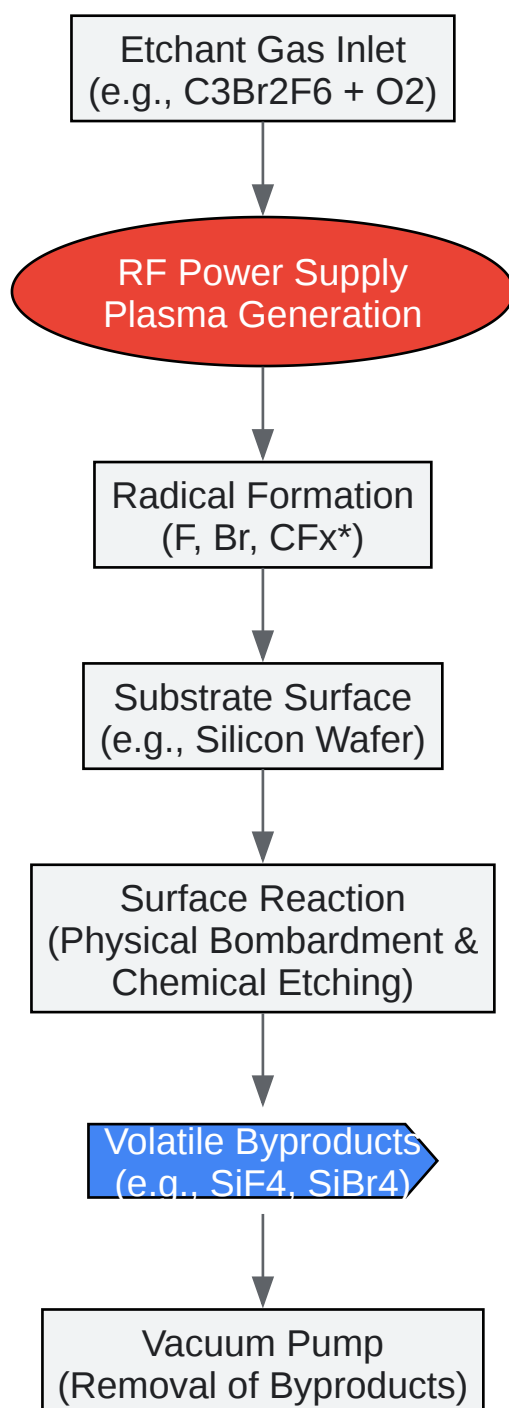 Etchant Gas Inlet
(e.g., C3Br2F6 + O2)
RF Power Supply
Plasma Generation
Radical Formation
(F, Br, CFx*)
Substrate Surface
(e.g., Silicon Wafer)
Surface Reaction
(Physical Bombardment &
Chemical Etching)
Volatile Byproducts
(e.g., SiF4, SiBr4)
Vacuum Pump
(Removal of Byproducts)